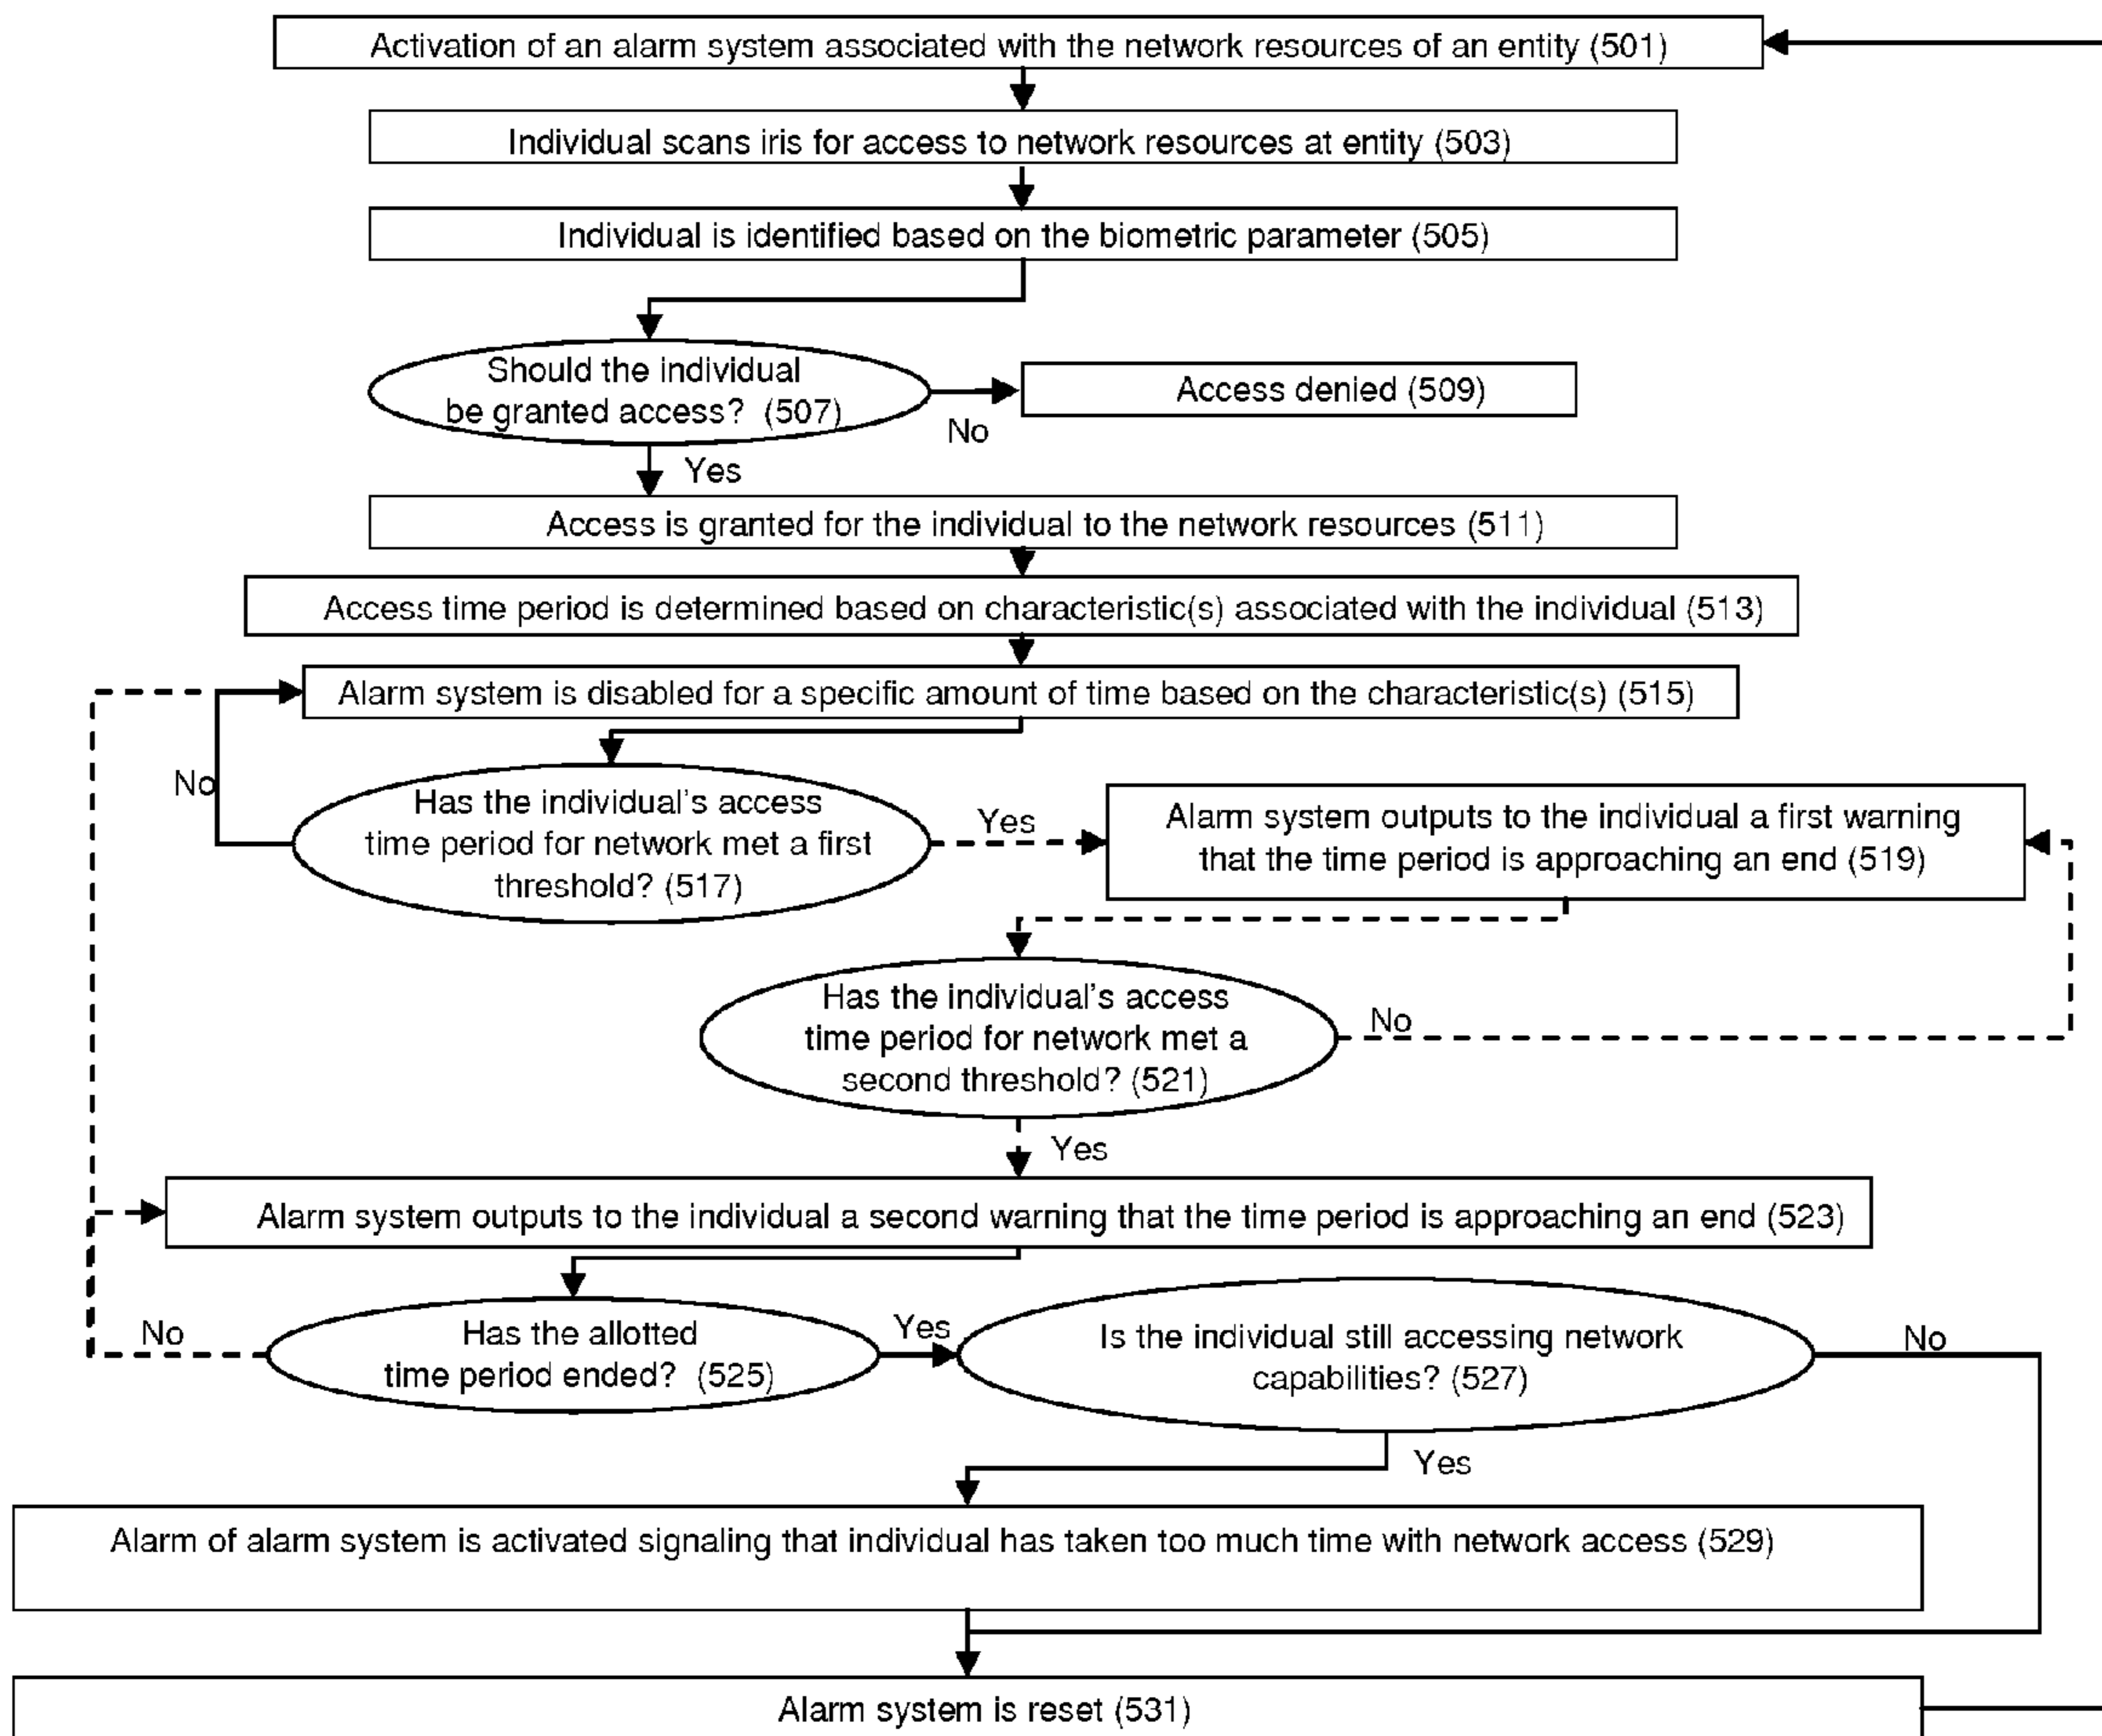 Activation of an alarm system associated with the network resources of an entity (501)
Individual scans iris for access to network resources at entity (503)
Individual is identified based on the biometric parameter (505)
Should the individual
be granted access? (507)
No
Access denied (509)
Yes
Access is granted for the individual to the network resources (511)
Access time period is determined based on characteristic(s) associated with the individual (513)
Alarm system is disabled for a specific amount of time based on the characteristic(s) (515)
No
Has the individual's access
time period for network met a first
threshold? (517)
Yes
Alarm system outputs to the individual a first warning
that the time period is approaching an end (519)
Has the individual's access
time period for network met a
second threshold? (521)
No
Yes
Alarm system outputs to the individual a second warning that the time period is approaching an end (523)
No
Has the allotted
time period ended? (525)
Yes
Is the individual still accessing network
capabilities? (527)
No
Yes
Alarm of alarm system is activated signaling that individual has taken too much time with network access (529)
Alarm system is reset (531)